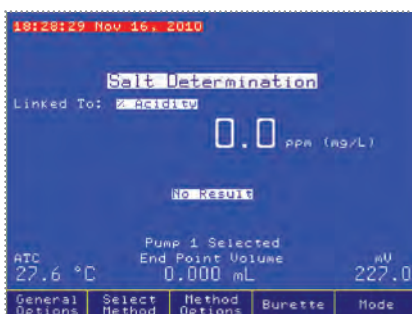 18:28:29 Nov 16, 2010
Salt Determination
Linked To: % Acidity
0.0 ppm (mg/L)
No Result
Pump 1 Selected
ATC End Point Volume mV
27.6 °C 0.000 mL 227.0
General Options Select Method Method Options Burette Mode